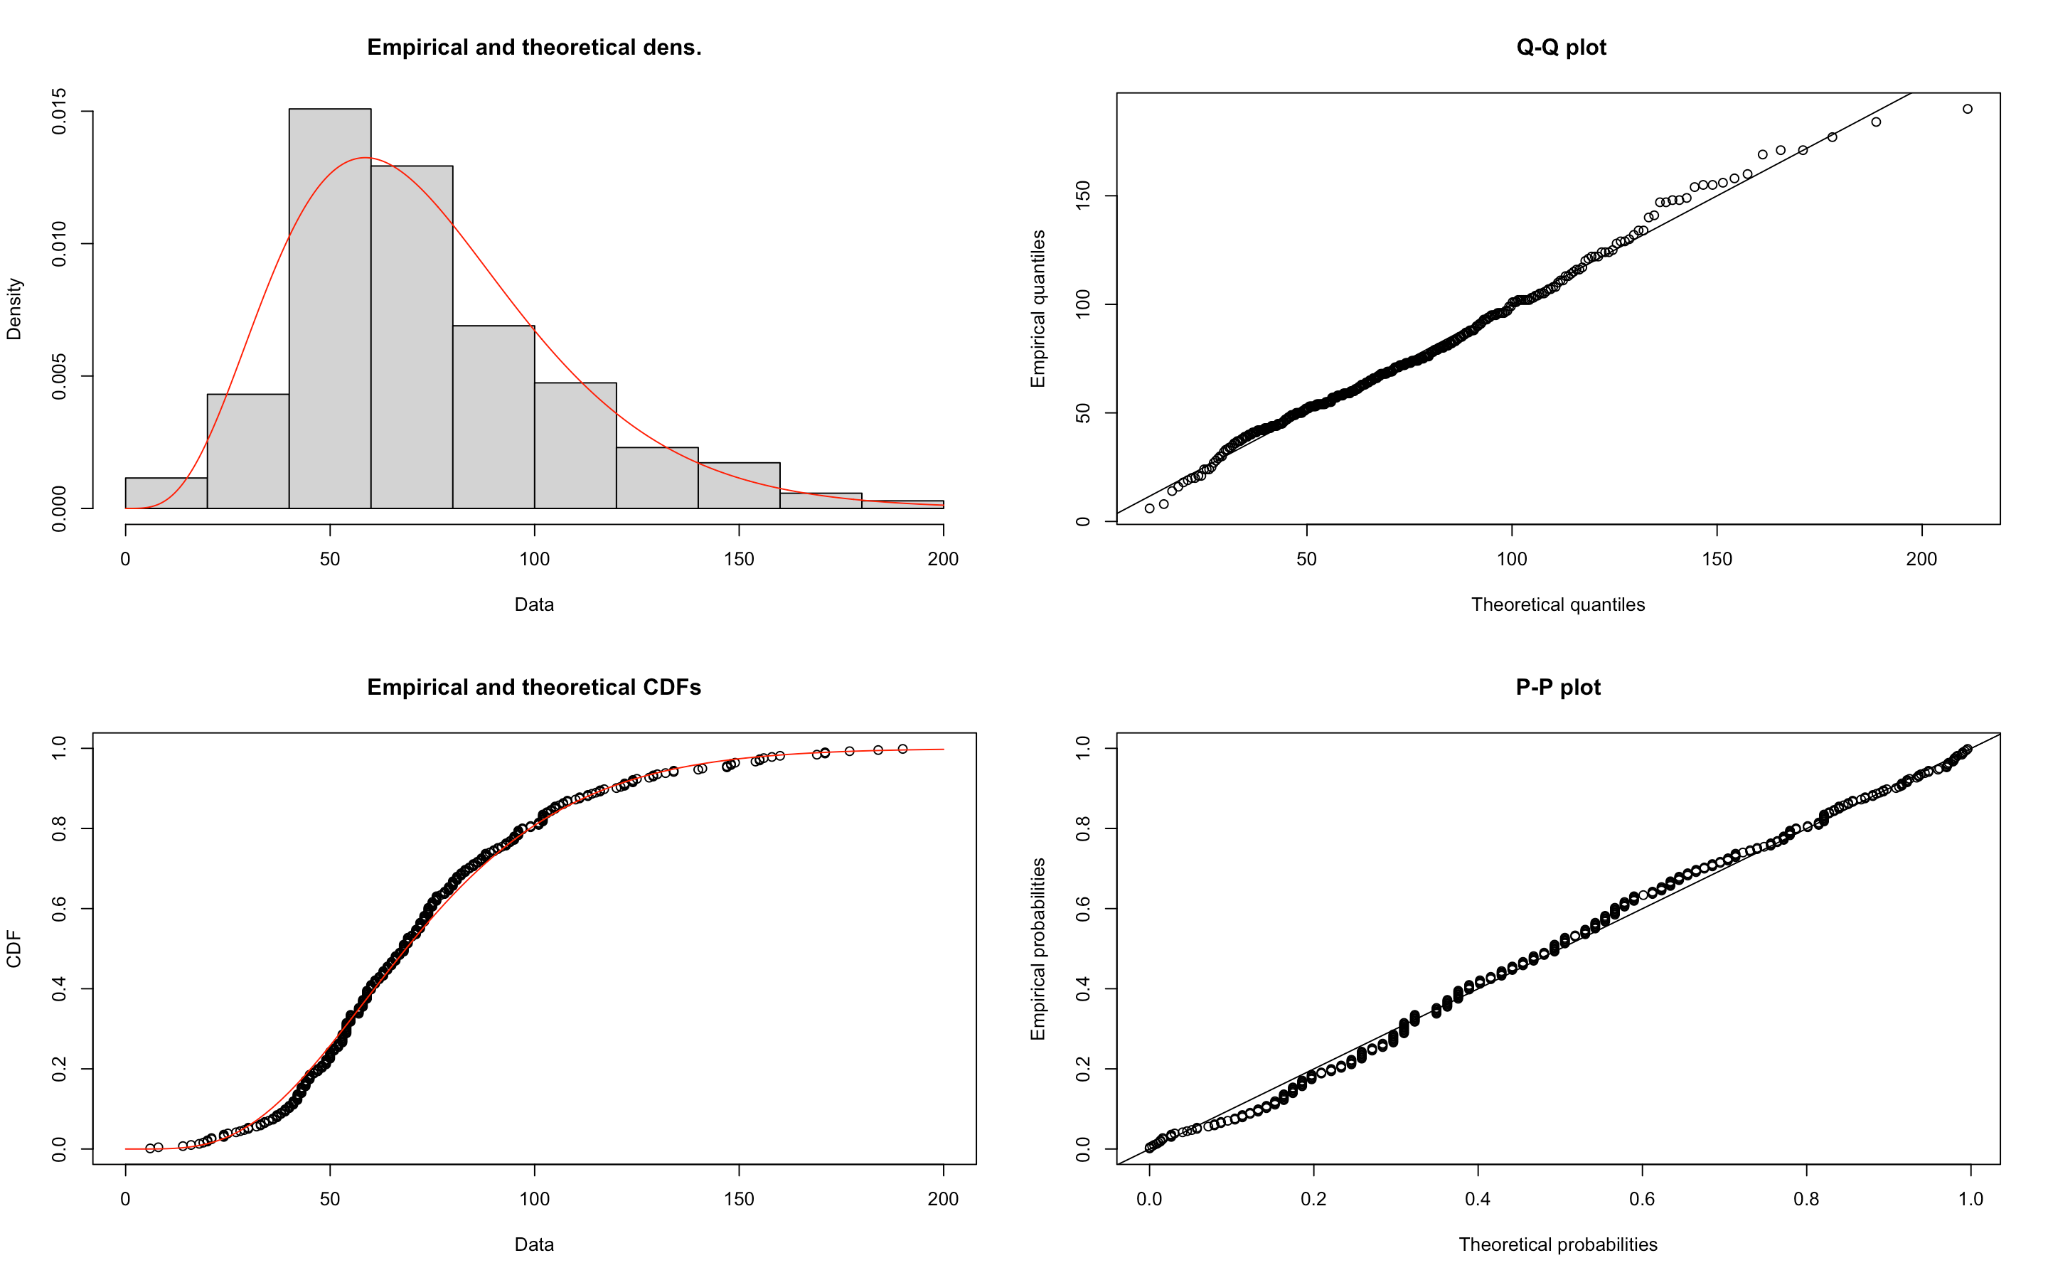 Empirical and theoretical dens.
Density
0.000 0.005 0.010 0.015
0 50 100 150 200
Data
Q-Q plot
Empirical quantiles
0 50 100 150
50 100 150 200
Theoretical quantiles
Empirical and theoretical CDFs
CDF
0.0 0.2 0.4 0.6 0.8 1.0
0 50 100 150 200
Data
P-P plot
Empirical probabilities
0.0 0.2 0.4 0.6 0.8 1.0
0.0 0.2 0.4 0.6 0.8 1.0
Theoretical probabilities